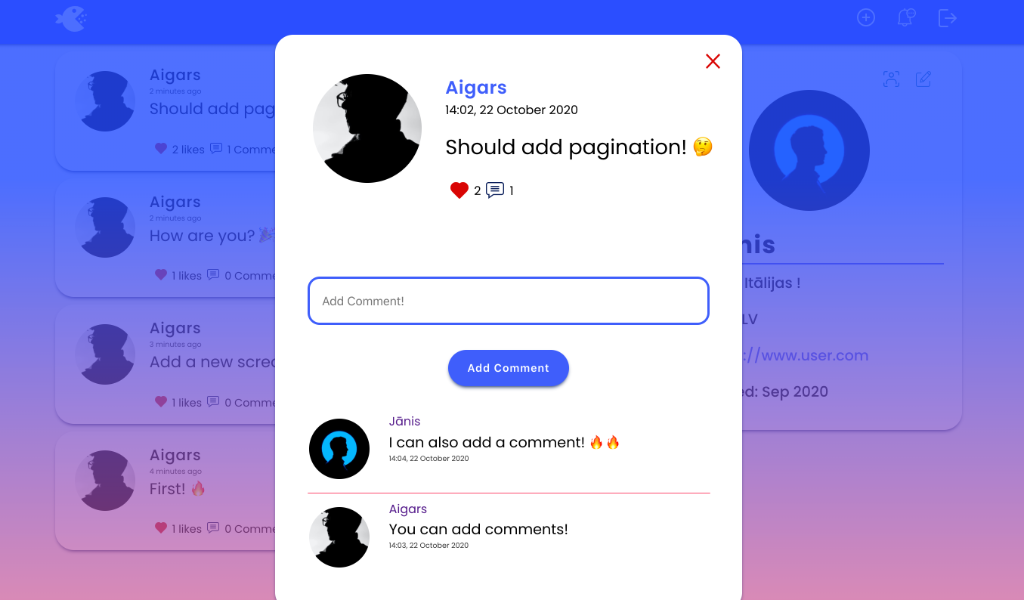 Aigars
2 minutes ago
Should add pag
2 likes 1 Comme
Aigars
2 minutes ago
How are you? 🎉
1 likes 0 Comme
Aigars
3 minutes ago
Add a new scree
1 likes 0 Comme
Aigars
4 minutes ago
First! 🔥
1 likes 0 Comme
Aigars
14:02, 22 October 2020
Should add pagination! 🤔
2 1
Add Comment!
Add Comment
Jānis
I can also add a comment! 🔥🔥
14:04, 22 October 2020
Aigars
You can add comments!
14:03, 22 October 2020
nis
Itālijas !
LV
://www.user.com
ed: Sep 2020